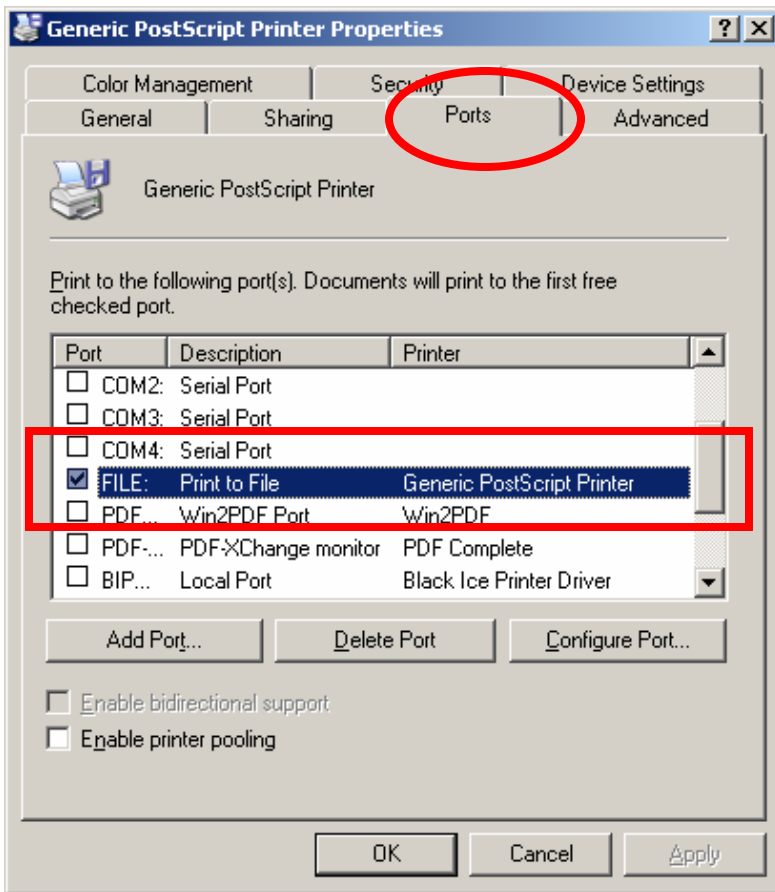 Generic PostScript Printer Properties
Color Management Security Device Settings
General Sharing Ports Advanced
Generic PostScript Printer
Print to the following port(s). Documents will print to the first free
checked port.
Port Description Printer
COM2: Serial Port
COM3: Serial Port
COM4: Serial Port
FILE: Print to File Generic PostScript Printer
PDF... Win2PDF Port Win2PDF
PDF-... PDF-XChange monitor PDF Complete
BIP... Local Port Black Ice Printer Driver
Add Port... Delete Port Configure Port...
Enable bidirectional support
Enable printer pooling
OK Cancel Apply